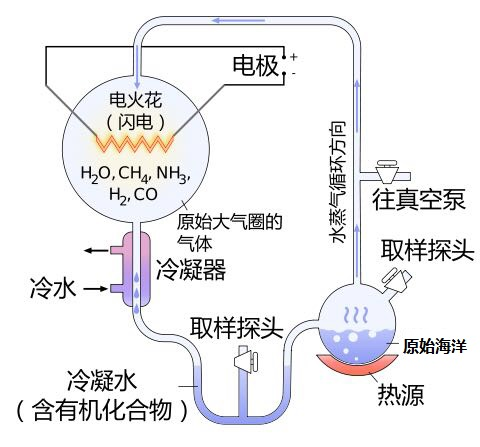 电极
+
-
电火花
（闪电）
H₂O, CH₄, NH₃,
H₂, CO
原始大气圈的
气体
水蒸气循环方向
往真空泵
取样探头
冷凝器
冷水
取样探头
原始海洋
热源
冷凝水
（含有机化合物）